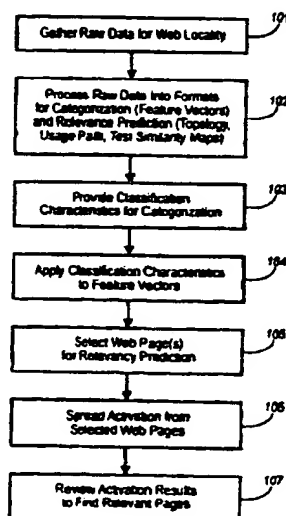 101
Gather Raw Data for Web Locality
102
Process Raw Data Into Formats
for Categorization (Feature Vectors)
and Relevance Prediction (Topology,
Usage Path, Text Similarity Maps)
103
Provide Classification
Characteristics for Categorization
104
Apply Classification Characteristics
to Feature Vectors
105
Select Web Page(s)
for Relevancy Prediction
106
Spread Activation from
Selected Web Pages
107
Review Activation Results
to Find Relevant Pages